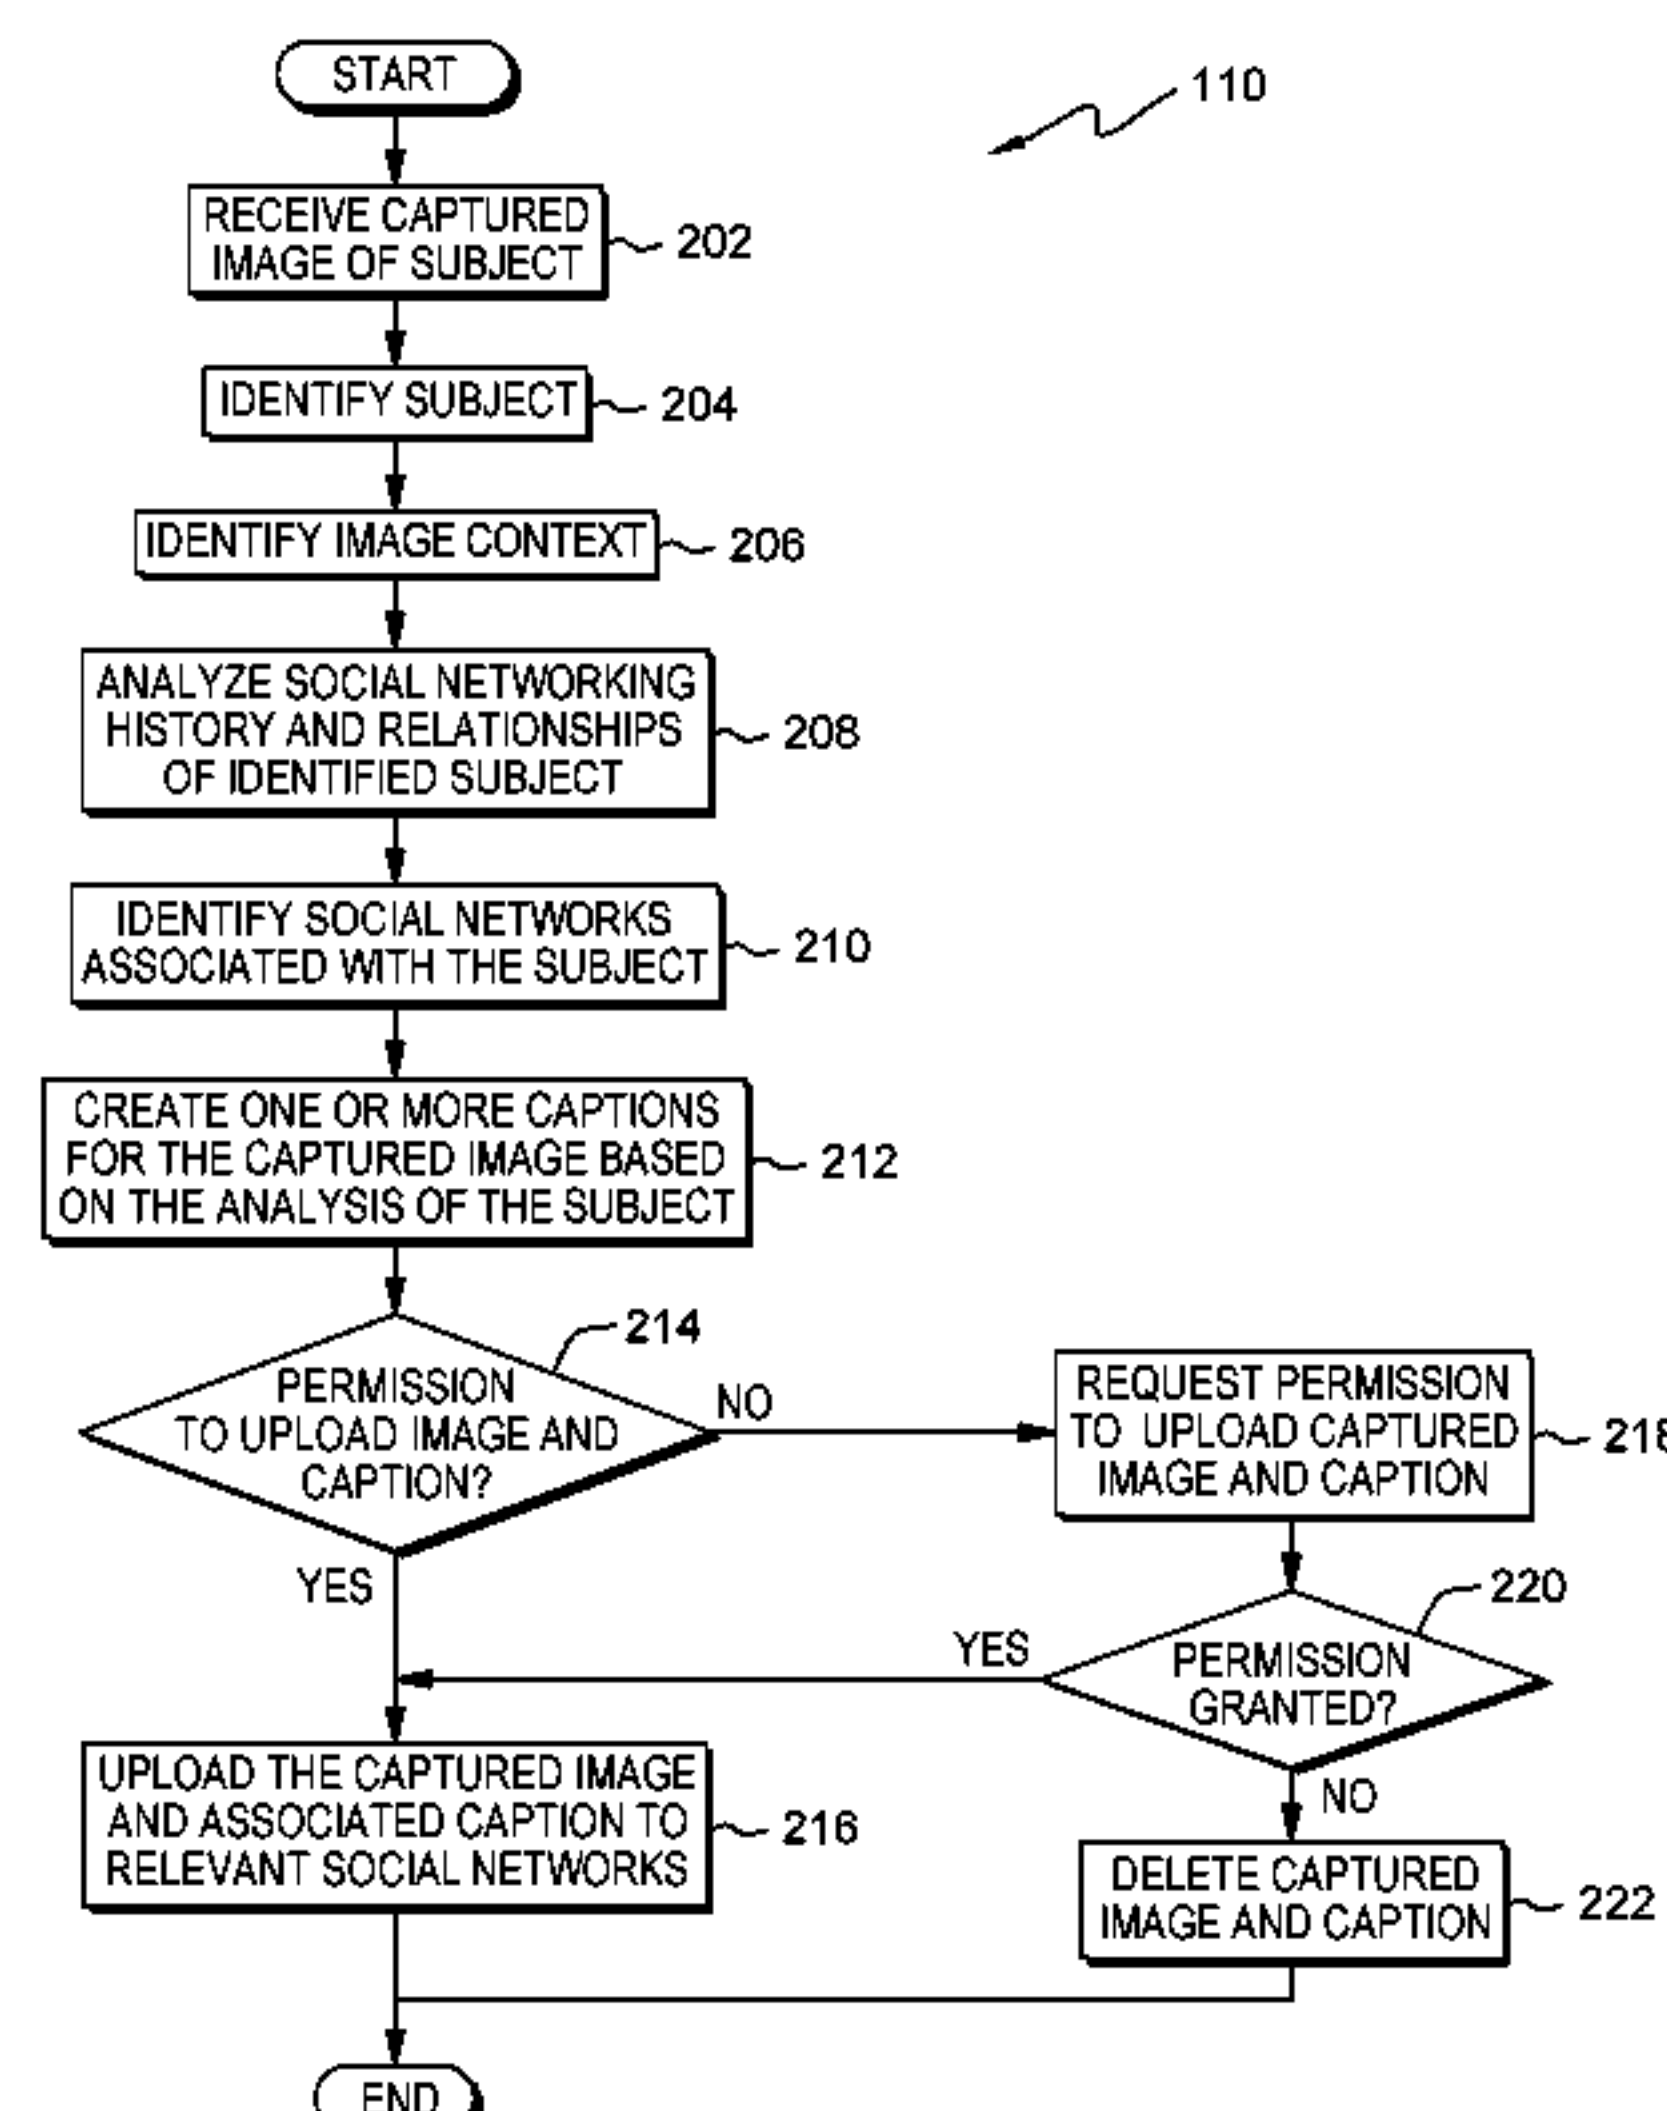 START
110
RECEIVE CAPTURED
IMAGE OF SUBJECT
202
IDENTIFY SUBJECT
204
IDENTIFY IMAGE CONTEXT
206
ANALYZE SOCIAL NETWORKING
HISTORY AND RELATIONSHIPS
OF IDENTIFIED SUBJECT
208
IDENTIFY SOCIAL NETWORKS
ASSOCIATED WITH THE SUBJECT
210
CREATE ONE OR MORE CAPTIONS
FOR THE CAPTURED IMAGE BASED
ON THE ANALYSIS OF THE SUBJECT
212
PERMISSION
TO UPLOAD IMAGE AND
CAPTION?
214
NO
YES
REQUEST PERMISSION
TO UPLOAD CAPTURED
IMAGE AND CAPTION
218
PERMISSION
GRANTED?
220
YES
NO
UPLOAD THE CAPTURED IMAGE
AND ASSOCIATED CAPTION TO
RELEVANT SOCIAL NETWORKS
216
DELETE CAPTURED
IMAGE AND CAPTION
222
END